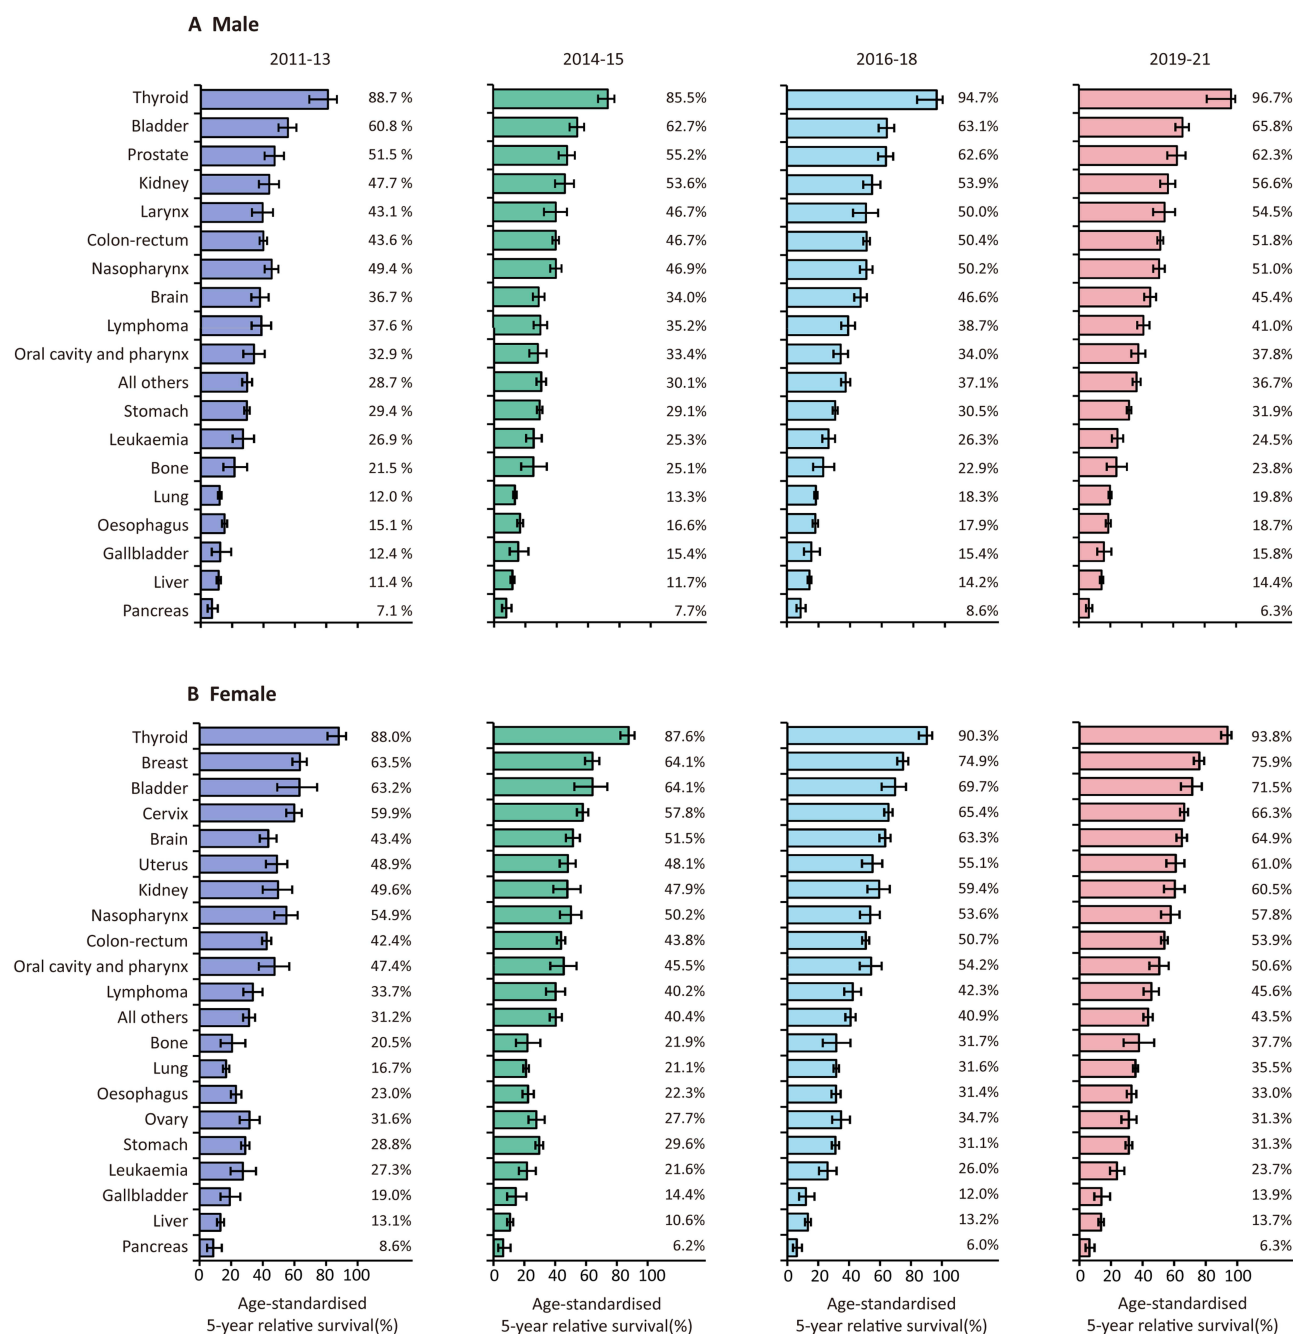 A Male
2011-13 2014-15 2016-18 2019-21
Thyroid 88.7 % 85.5% 94.7% 96.7%
Bladder 60.8 % 62.7% 63.1% 65.8%
Prostate 51.5 % 55.2% 62.6% 62.3%
Kidney 47.7 % 53.6% 53.9% 56.6%
Larynx 43.1 % 46.7% 50.0% 54.5%
Colon-rectum 43.6 % 46.7% 50.4% 51.8%
Nasopharynx 49.4 % 46.9% 50.2% 51.0%
Brain 36.7 % 34.0% 46.6% 45.4%
Lymphoma 37.6 % 35.2% 38.7% 41.0%
Oral cavity and pharynx 32.9 % 33.4% 34.0% 37.8%
All others 28.7 % 30.1% 37.1% 36.7%
Stomach 29.4 % 29.1% 30.5% 31.9%
Leukaemia 26.9 % 25.3% 26.3% 24.5%
Bone 21.5 % 25.1% 22.9% 23.8%
Lung 12.0 % 13.3% 18.3% 19.8%
Oesophagus 15.1 % 16.6% 17.9% 18.7%
Gallbladder 12.4 % 15.4% 15.4% 15.8%
Liver 11.4 % 11.7% 14.2% 14.4%
Pancreas 7.1 % 7.7% 8.6% 6.3%
B Female
Thyroid 88.0% 87.6% 90.3% 93.8%
Breast 63.5% 64.1% 74.9% 75.9%
Bladder 63.2% 64.1% 69.7% 71.5%
Cervix 59.9% 57.8% 65.4% 66.3%
Brain 43.4% 51.5% 63.3% 64.9%
Uterus 48.9% 48.1% 55.1% 61.0%
Kidney 49.6% 47.9% 59.4% 60.5%
Nasopharynx 54.9% 50.2% 53.6% 57.8%
Colon-rectum 42.4% 43.8% 50.7% 53.9%
Oral cavity and pharynx 47.4% 45.5% 54.2% 50.6%
Lymphoma 33.7% 40.2% 42.3% 45.6%
All others 31.2% 40.4% 40.9% 43.5%
Bone 20.5% 21.9% 31.7% 37.7%
Lung 16.7% 21.1% 31.6% 35.5%
Oesophagus 23.0% 22.3% 31.4% 33.0%
Ovary 31.6% 27.7% 34.7% 31.3%
Stomach 28.8% 29.6% 31.1% 31.3%
Leukaemia 27.3% 21.6% 26.0% 23.7%
Gallbladder 19.0% 14.4% 12.0% 13.9%
Liver 13.1% 10.6% 13.2% 13.7%
Pancreas 8.6% 6.2% 6.0% 6.3%
0 20 40 60 80 100 0 20 40 60 80 100 0 20 40 60 80 100 0 20 40 60 80 100
Age-standardised Age-standardised Age-standardised Age-standardised
5-year relative survival(%) 5-year relative survival(%) 5-year relative survival(%) 5-year relative survival(%)